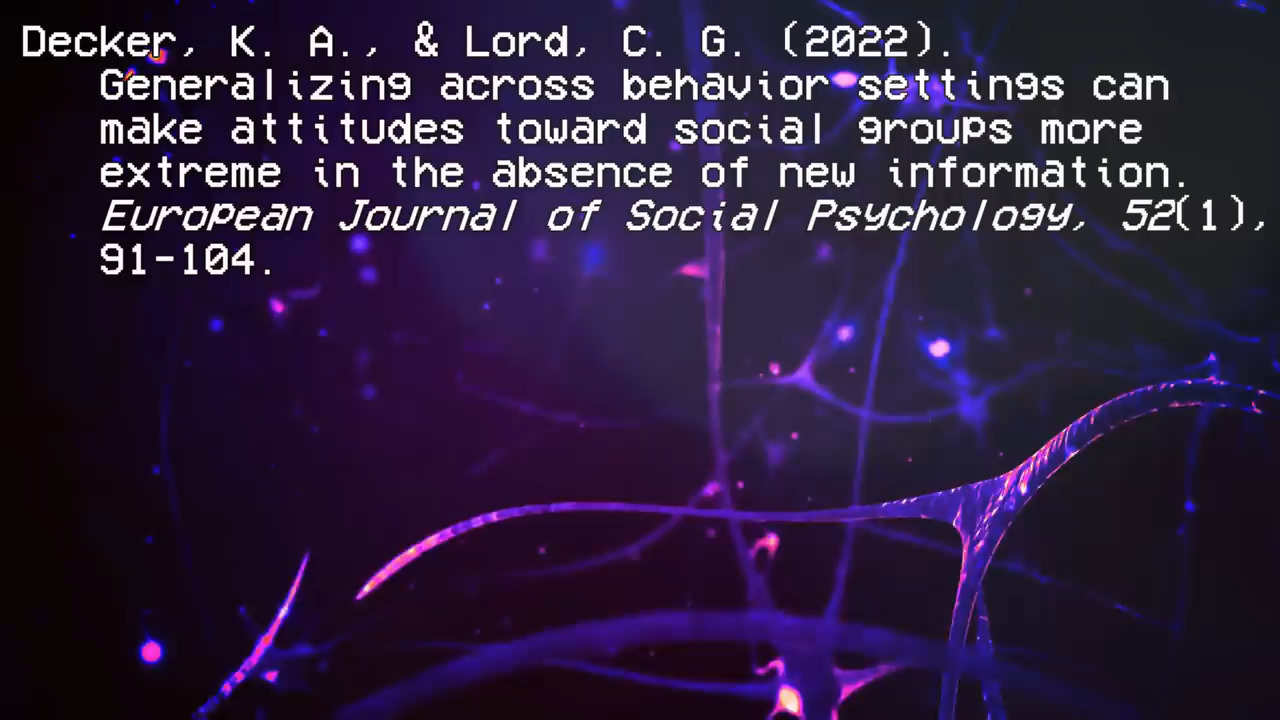 Decker, K. A., & Lord, C. G. (2022).
Generalizing across behavior settings can
make attitudes toward social groups more
extreme in the absence of new information.
European Journal of Social Psychology, 52(1),
91-104.